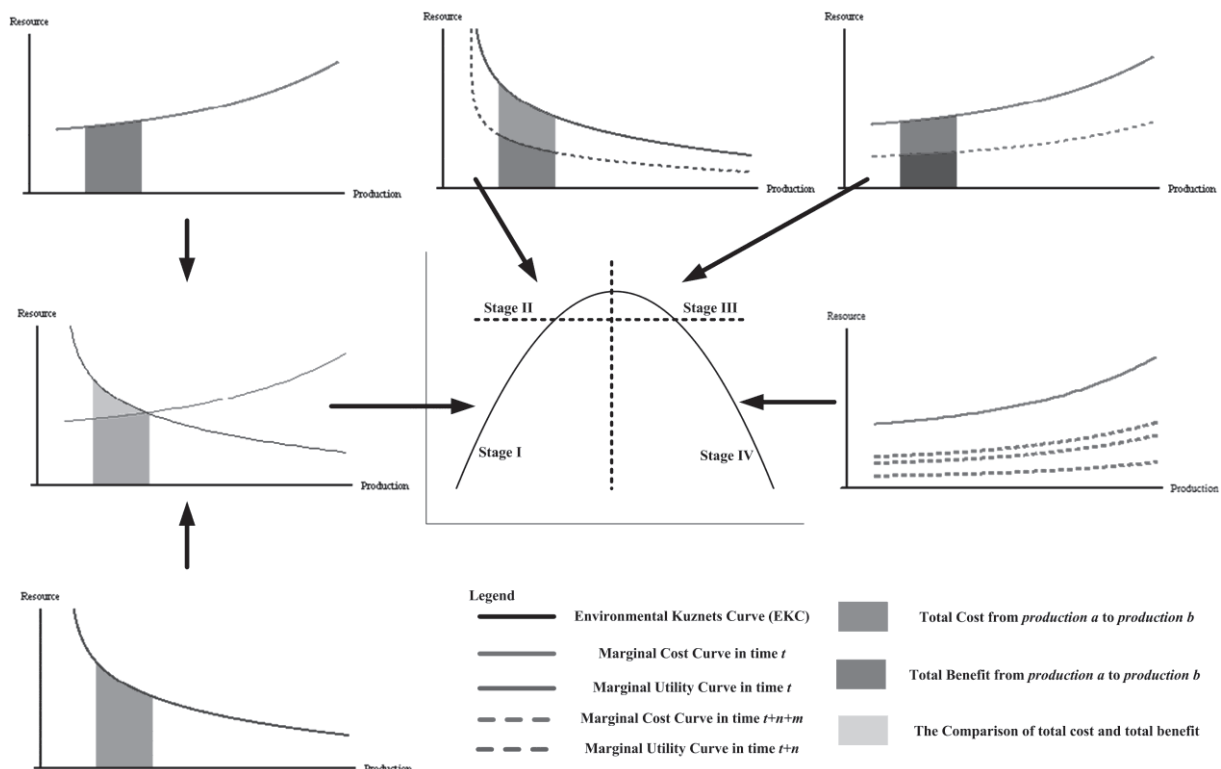 Resource
Production
Resource
Production
Resource
Production
Resource
Production
Stage II
Stage III
Stage I
Stage IV
Resource
Production
Resource
Production
Legend
Environmental Kuznets Curve (EKC)
Marginal Cost Curve in time t
Marginal Utility Curve in time t
Marginal Cost Curve in time t+n+m
Marginal Utility Curve in time t+n
Total Cost from production a to production b
Total Benefit from production a to production b
The Comparison of total cost and total benefit